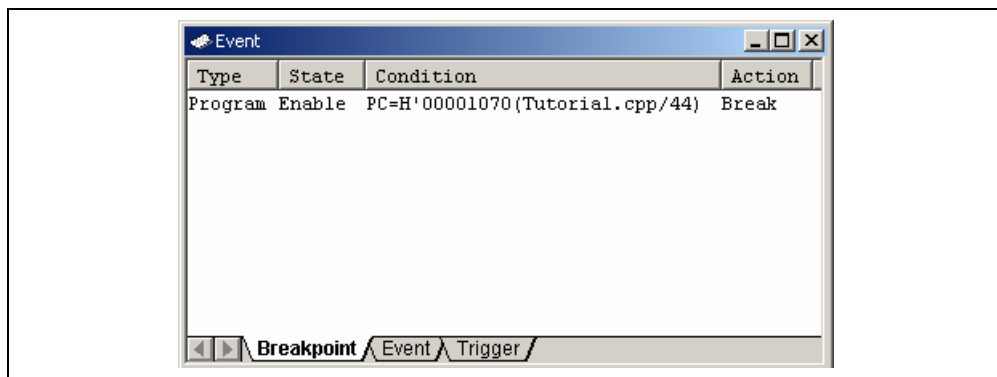 Event
Type State Condition Action
Program Enable PC=H'00001070(Tutorial.cpp/44) Break
Breakpoint Event Trigger